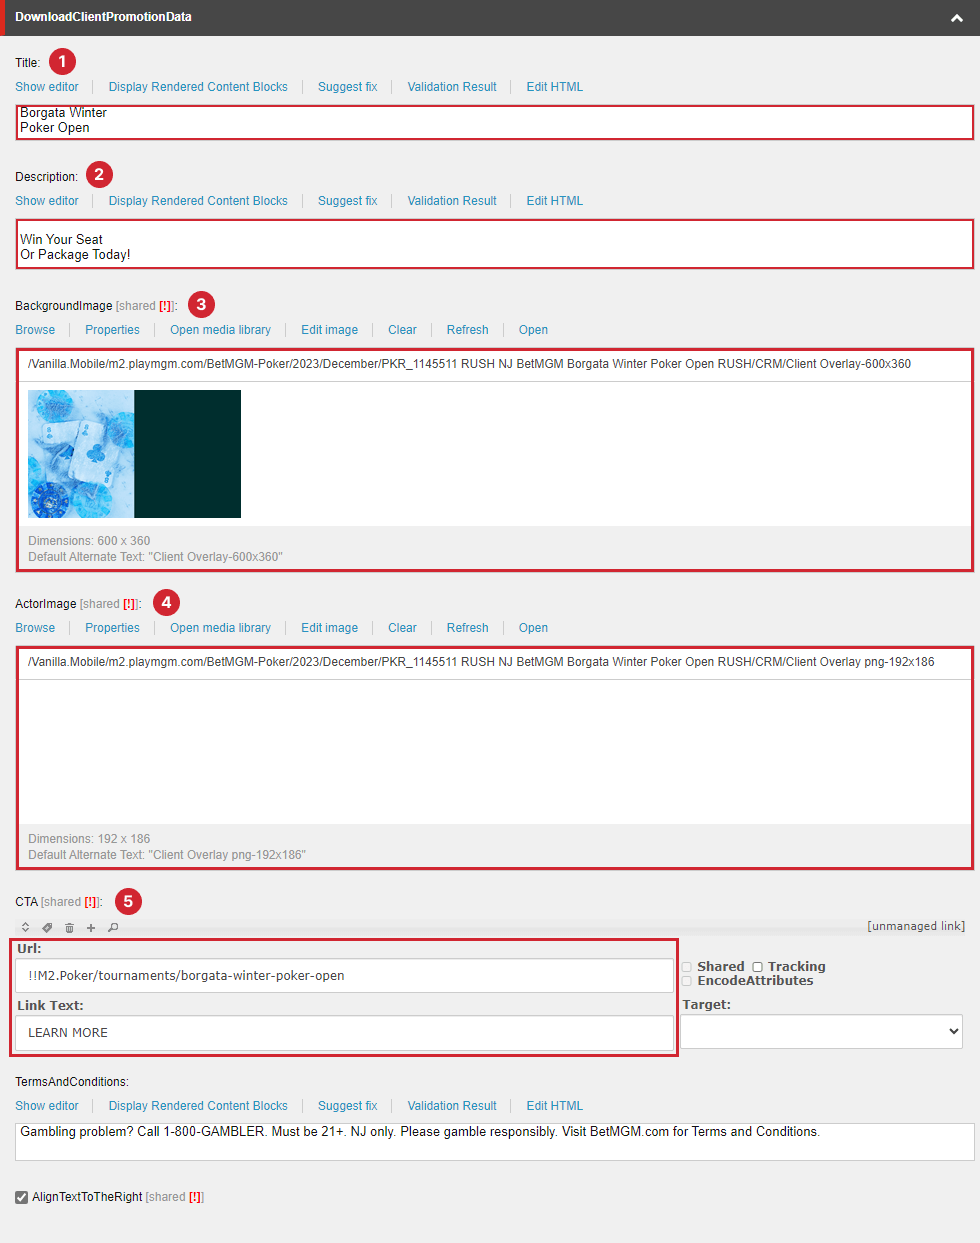 DownloadClientPromotionData
Title: 1
Show editor Display Rendered Content Blocks Suggest fix Validation Result Edit HTML
Borgata Winter
Poker Open
Description: 2
Show editor Display Rendered Content Blocks Suggest fix Validation Result Edit HTML
Win Your Seat
Or Package Today!
BackgroundImage [shared [!]]: 3
Browse Properties Open media library Edit image Clear Refresh Open
/Vanilla.Mobile/m2.playmgm.com/BetMGM-Poker/2023/December/PKR_1145511 RUSH NJ BetMGM Borgata Winter Poker Open RUSH/CRM/Client Overlay-600x360
Dimensions: 600 x 360
Default Alternate Text: "Client Overlay-600x360"
ActorImage [shared [!]]: 4
Browse Properties Open media library Edit image Clear Refresh Open
/Vanilla.Mobile/m2.playmgm.com/BetMGM-Poker/2023/December/PKR_1145511 RUSH NJ BetMGM Borgata Winter Poker Open RUSH/CRM/Client Overlay png-192x186
Dimensions: 192 x 186
Default Alternate Text: "Client Overlay png-192x186"
CTA [shared [!]]: 5
[unmanaged link]
Url:
!!M2.Poker/tournaments/borgata-winter-poker-open
Shared Tracking
EncodeAttributes
Link Text:
Target:
LEARN MORE
TermsAndConditions:
Show editor Display Rendered Content Blocks Suggest fix Validation Result Edit HTML
Gambling problem? Call 1-800-GAMBLER. Must be 21+. NJ only. Please gamble responsibly. Visit BetMGM.com for Terms and Conditions.
AlignTextToTheRight [shared [!]]